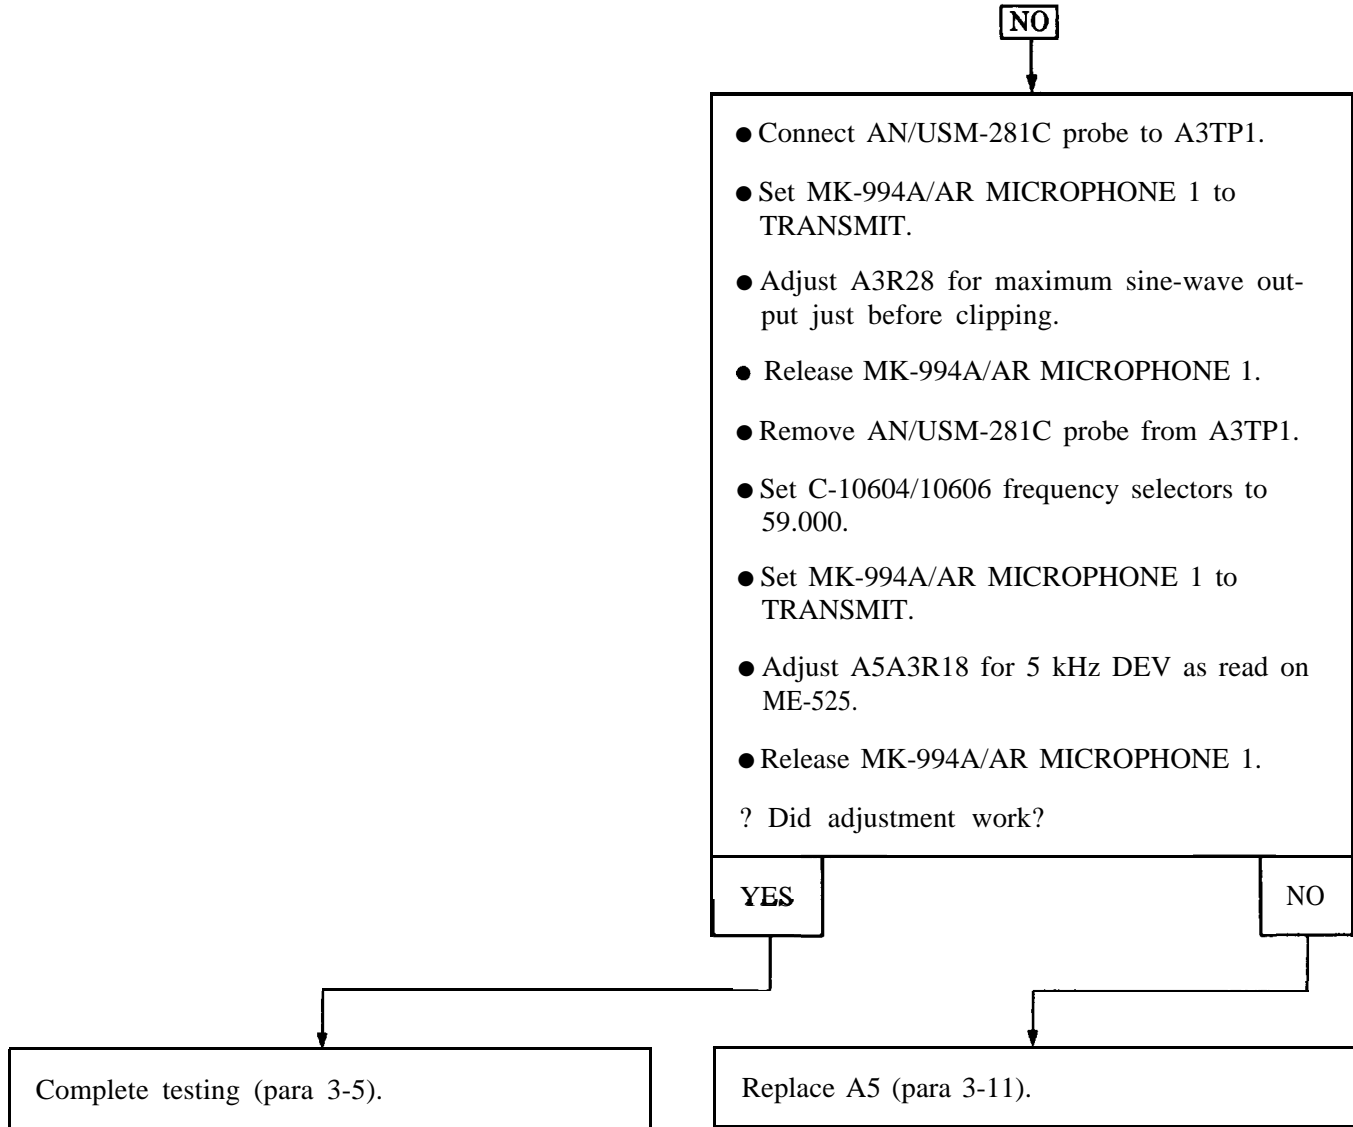 NO
● Connect AN/USM-281C probe to A3TP1.
● Set MK-994A/AR MICROPHONE 1 to
TRANSMIT.
● Adjust A3R28 for maximum sine-wave out-
put just before clipping.
● Release MK-994A/AR MICROPHONE 1.
● Remove AN/USM-281C probe from A3TP1.
● Set C-10604/10606 frequency selectors to
59.000.
● Set MK-994A/AR MICROPHONE 1 to
TRANSMIT.
● Adjust A5A3R18 for 5 kHz DEV as read on
ME-525.
● Release MK-994A/AR MICROPHONE 1.
? Did adjustment work?
YES
NO
Complete testing (para 3-5).
Replace A5 (para 3-11).